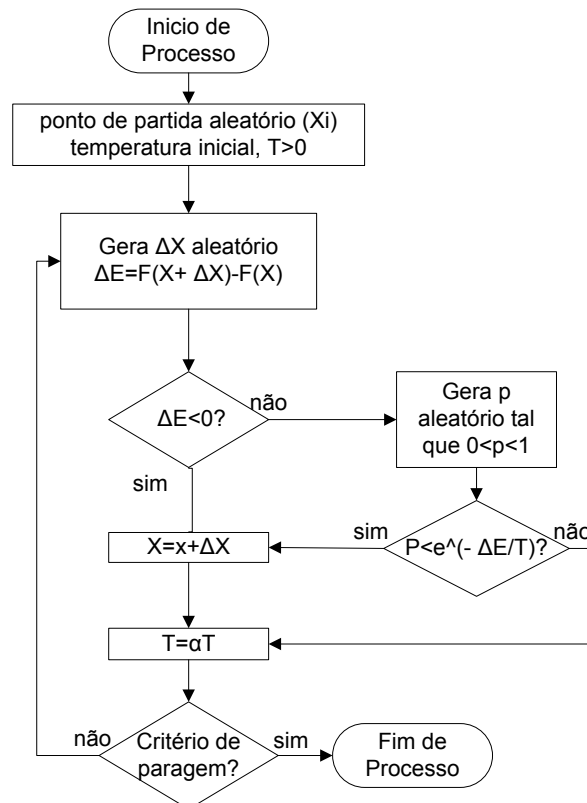 Inicio de
Processo
ponto de partida aleatório (Xi)
temperatura inicial, T>0
Gera ΔX aleatório
ΔE=F(X+ ΔX)-F(X)
ΔE<0?
não
Gera p
aleatório tal
que 0<p<1
sim
X=x+ΔX
sim
P<e^(- ΔE/T)?
não
T=αT
não
Critério de
paragem?
sim
Fim de
Processo